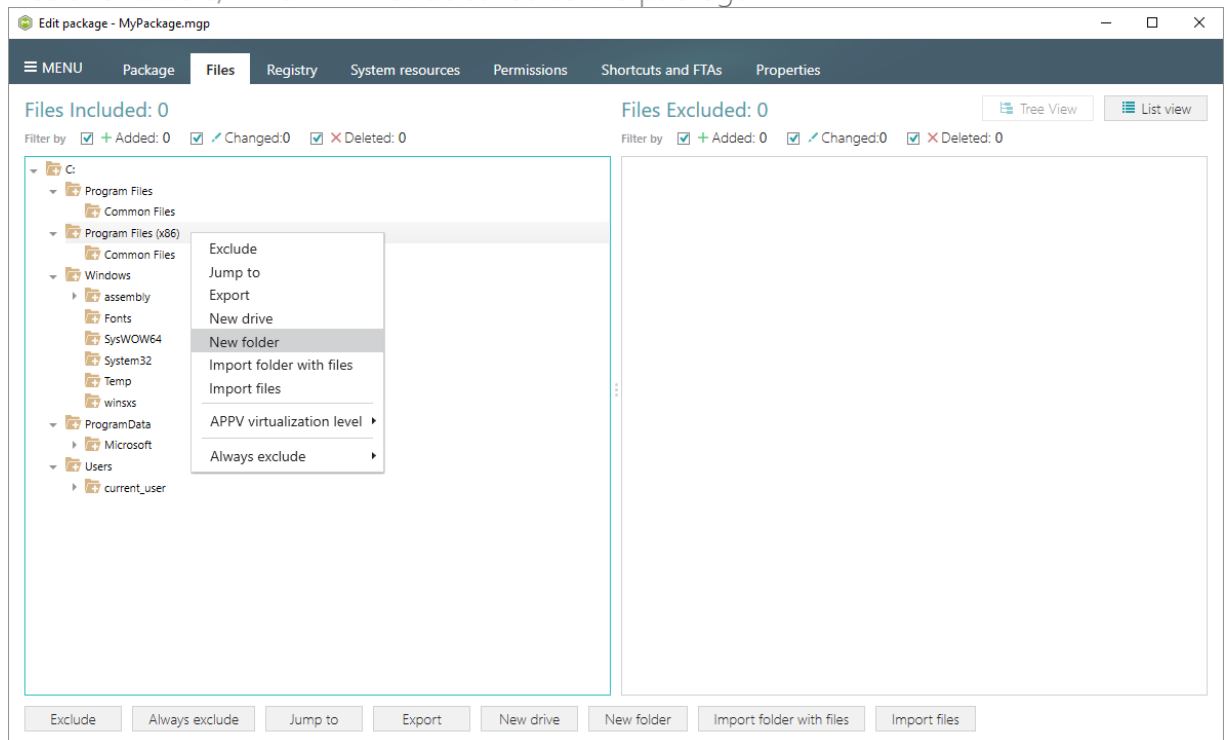 Edit package - MyPackage.mgp
MENU Package Files Registry System resources Permissions Shortcuts and FTAs Properties
Files Included: 0
Filter by + Added: 0 Changed:0 Deleted: 0
Files Excluded: 0
Tree View List view
Filter by + Added: 0 Changed:0 Deleted: 0
C:
Program Files
Common Files
Program Files (x86)
Common Files
Windows
assembly
Fonts
SysWOW64
System32
Temp
winsxs
ProgramData
Microsoft
Users
current_user
Exclude
Jump to
Export
New drive
New folder
Import folder with files
Import files
APPV virtualization level
Always exclude
Exclude Always exclude Jump to Export New drive New folder Import folder with files Import files